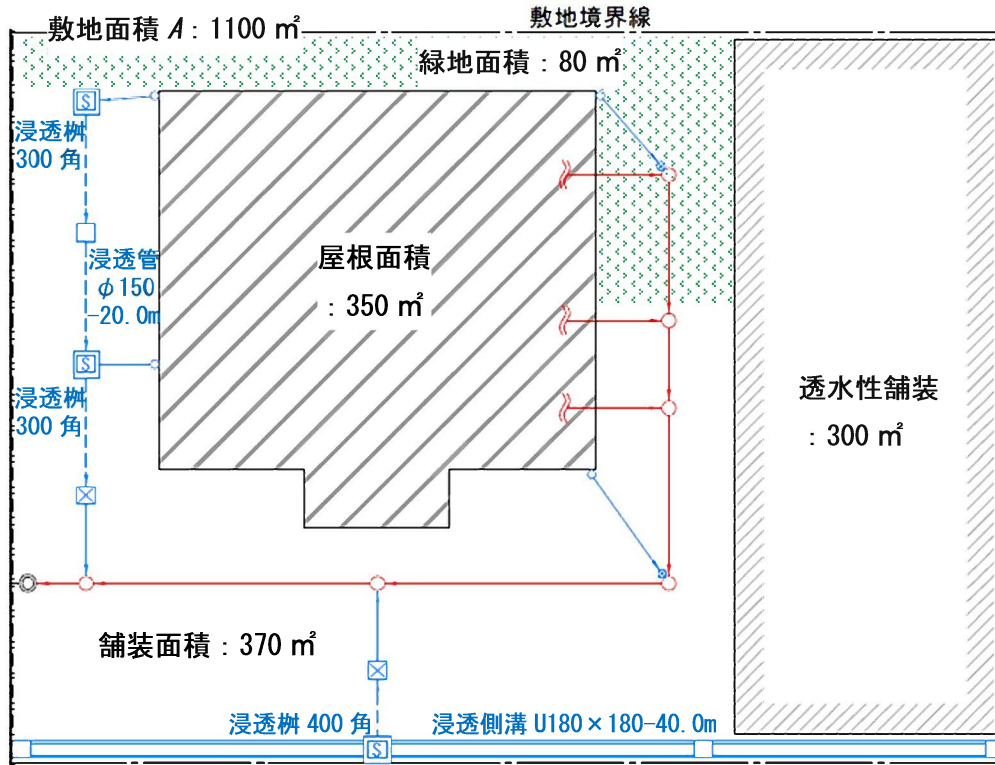 敷地境界線
敷地面積 A：1100 ㎡
緑地面積：80 ㎡
S
浸透桝
300 角
浸透管
φ150
-20.0m
屋根面積
：350 ㎡
S
浸透桝
300 角
透水性舗装
：300 ㎡
舗装面積：370 ㎡
浸透桝 400 角
浸透側溝 U180×180-40.0m
S